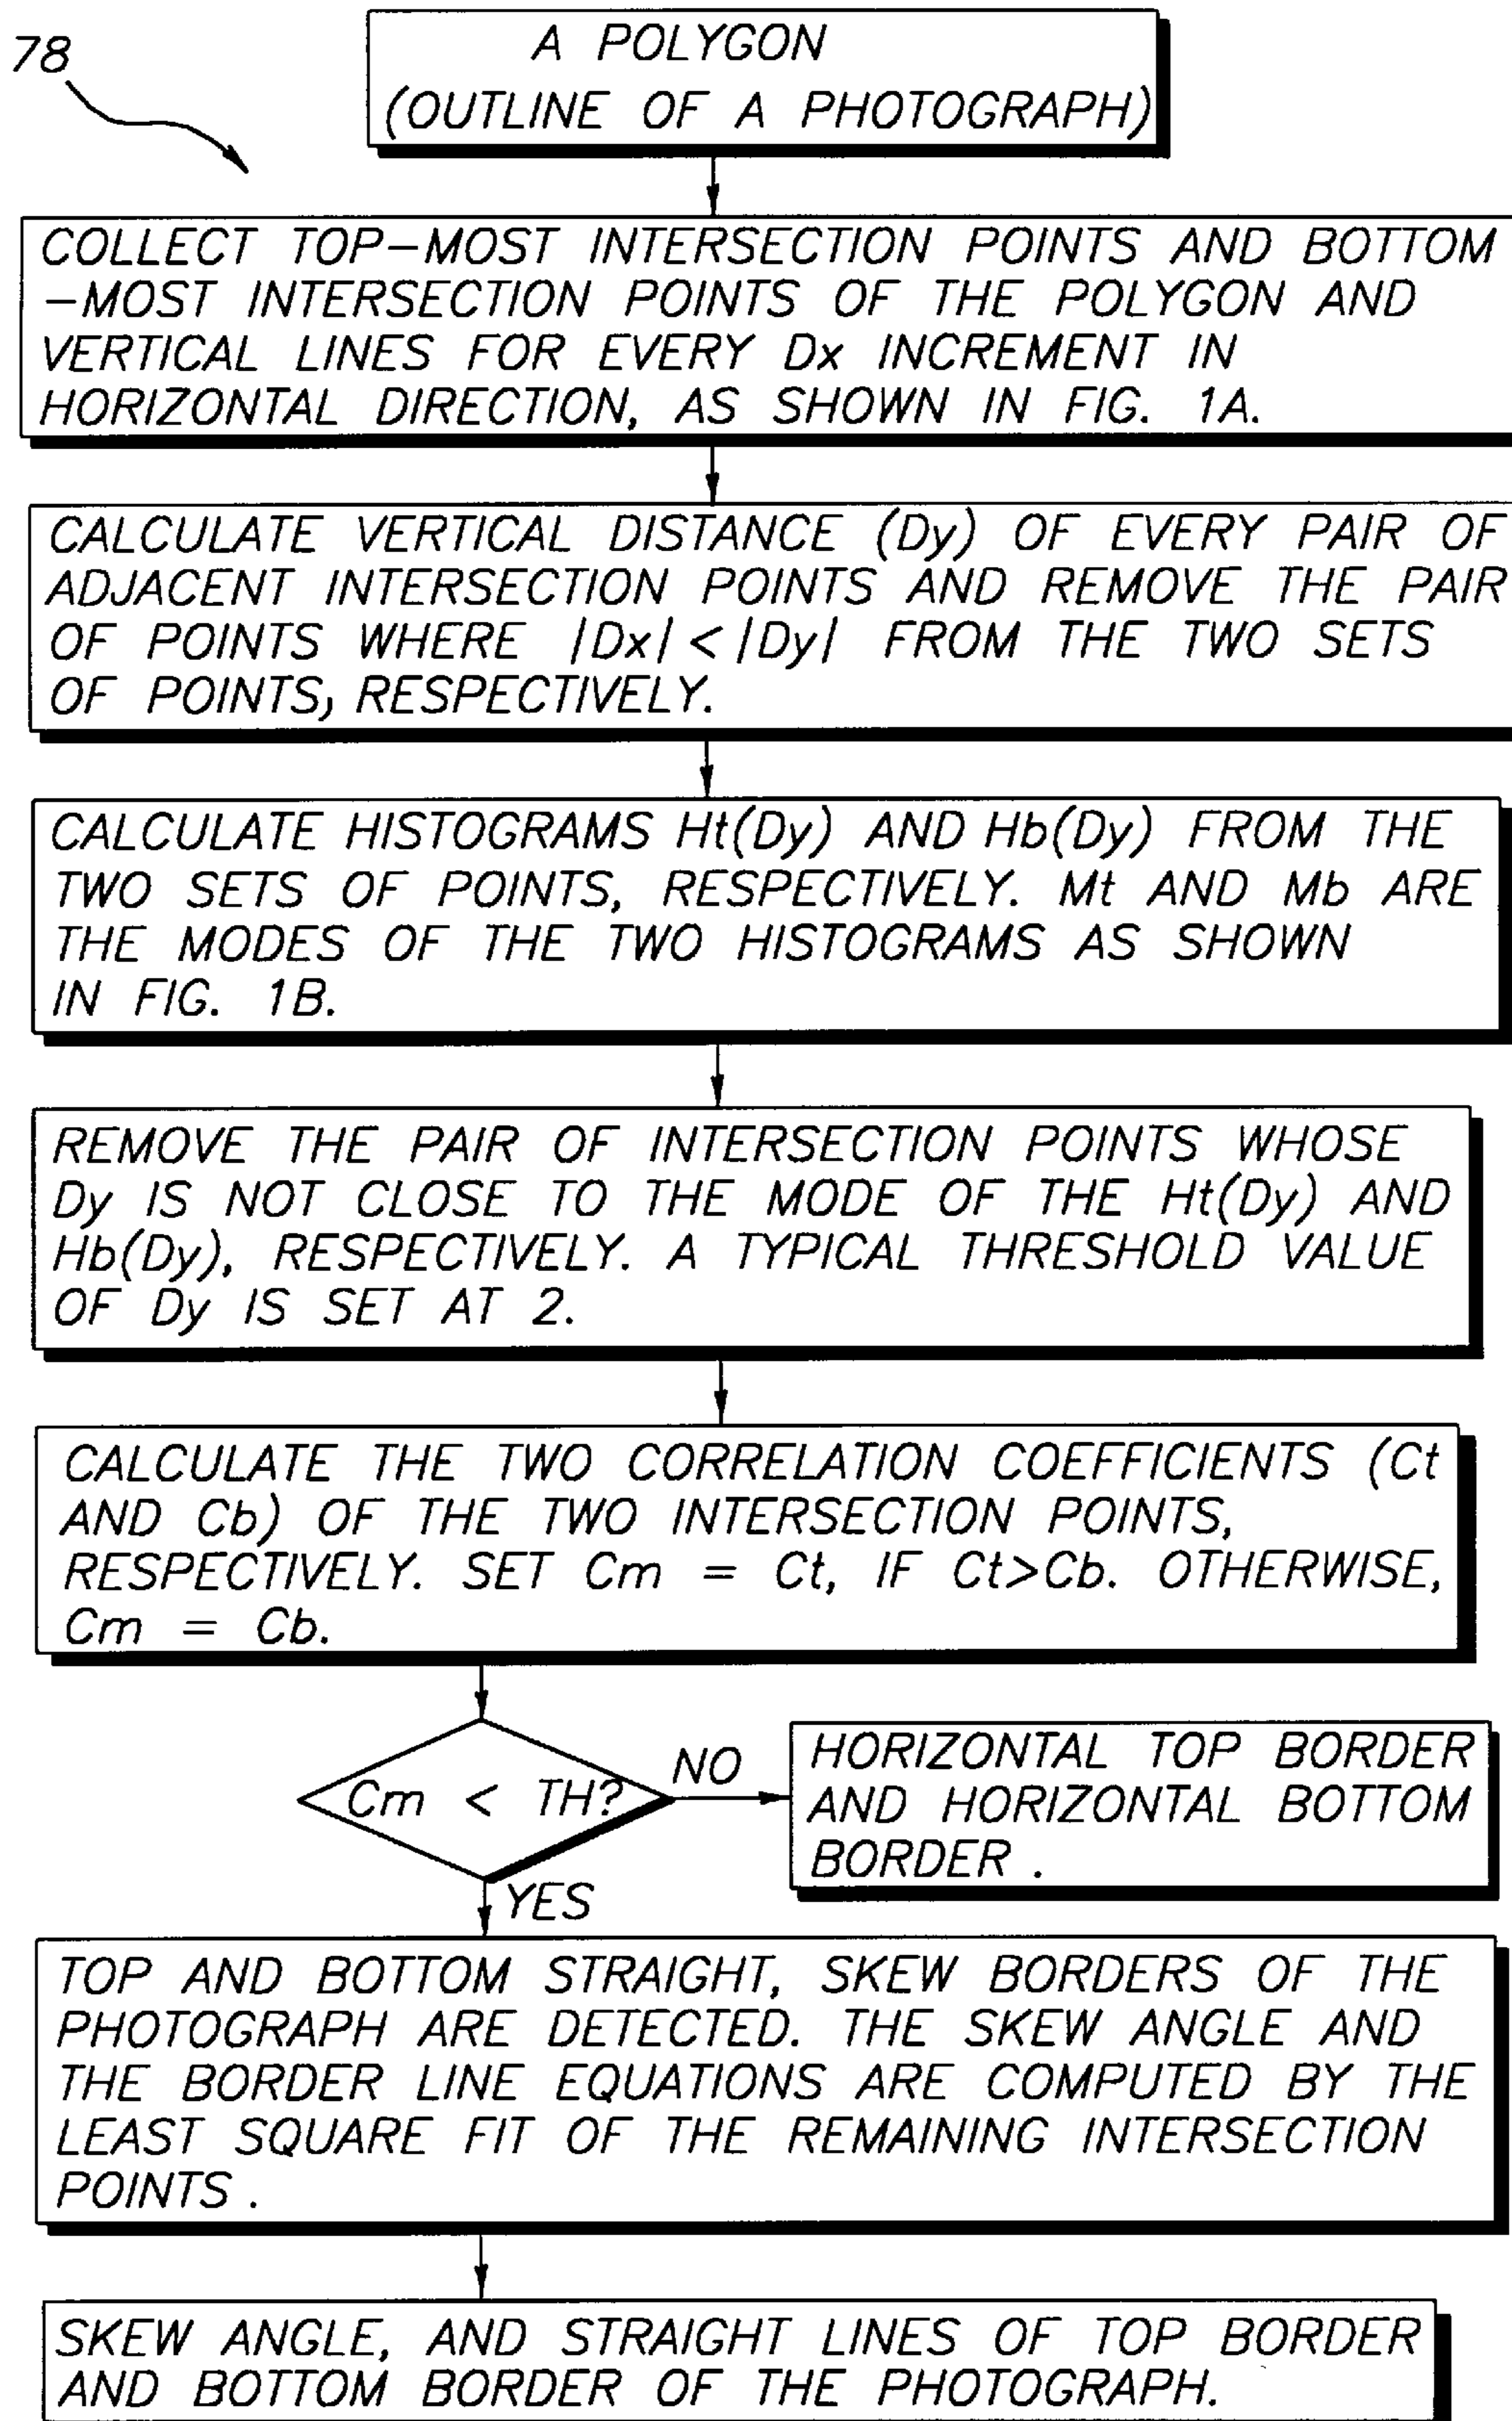 78
A POLYGON
(OUTLINE OF A PHOTOGRAPH)
COLLECT TOP-MOST INTERSECTION POINTS AND BOTTOM
-MOST INTERSECTION POINTS OF THE POLYGON AND
VERTICAL LINES FOR EVERY Dx INCREMENT IN
HORIZONTAL DIRECTION, AS SHOWN IN FIG. 1A.
CALCULATE VERTICAL DISTANCE (Dy) OF EVERY PAIR OF
ADJACENT INTERSECTION POINTS AND REMOVE THE PAIR
OF POINTS WHERE |Dx| < |Dy| FROM THE TWO SETS
OF POINTS, RESPECTIVELY.
CALCULATE HISTOGRAMS Ht(Dy) AND Hb(Dy) FROM THE
TWO SETS OF POINTS, RESPECTIVELY. Mt AND Mb ARE
THE MODES OF THE TWO HISTOGRAMS AS SHOWN
IN FIG. 1B.
REMOVE THE PAIR OF INTERSECTION POINTS WHOSE
Dy IS NOT CLOSE TO THE MODE OF THE Ht(Dy) AND
Hb(Dy), RESPECTIVELY. A TYPICAL THRESHOLD VALUE
OF Dy IS SET AT 2.
CALCULATE THE TWO CORRELATION COEFFICIENTS (Ct
AND Cb) OF THE TWO INTERSECTION POINTS,
RESPECTIVELY. SET Cm = Ct, IF Ct>Cb. OTHERWISE,
Cm = Cb.
Cm < TH?
NO
HORIZONTAL TOP BORDER
AND HORIZONTAL BOTTOM
BORDER .
YES
TOP AND BOTTOM STRAIGHT, SKEW BORDERS OF THE
PHOTOGRAPH ARE DETECTED. THE SKEW ANGLE AND
THE BORDER LINE EQUATIONS ARE COMPUTED BY THE
LEAST SQUARE FIT OF THE REMAINING INTERSECTION
POINTS .
SKEW ANGLE, AND STRAIGHT LINES OF TOP BORDER
AND BOTTOM BORDER OF THE PHOTOGRAPH.